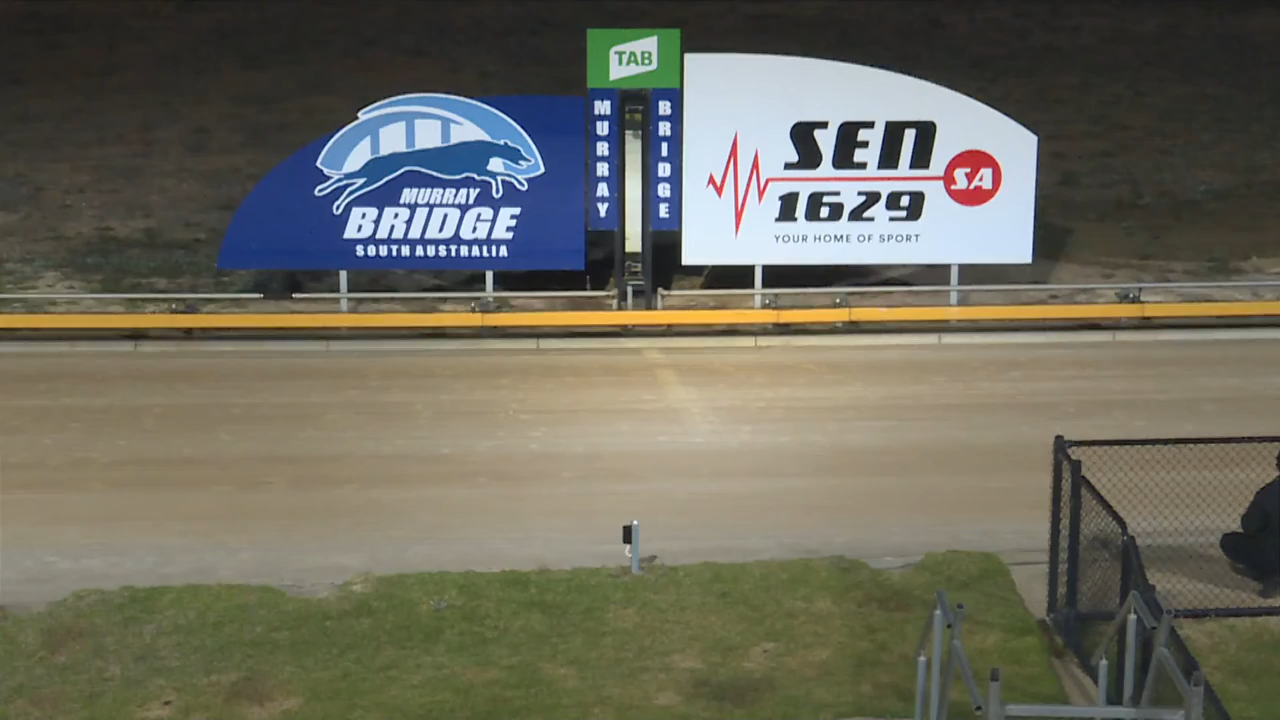 TAB
MURRAY
BRIDGE
MURRAY
BRIDGE
SOUTH AUSTRALIA
SEN
SA
1629
YOUR HOME OF SPORT